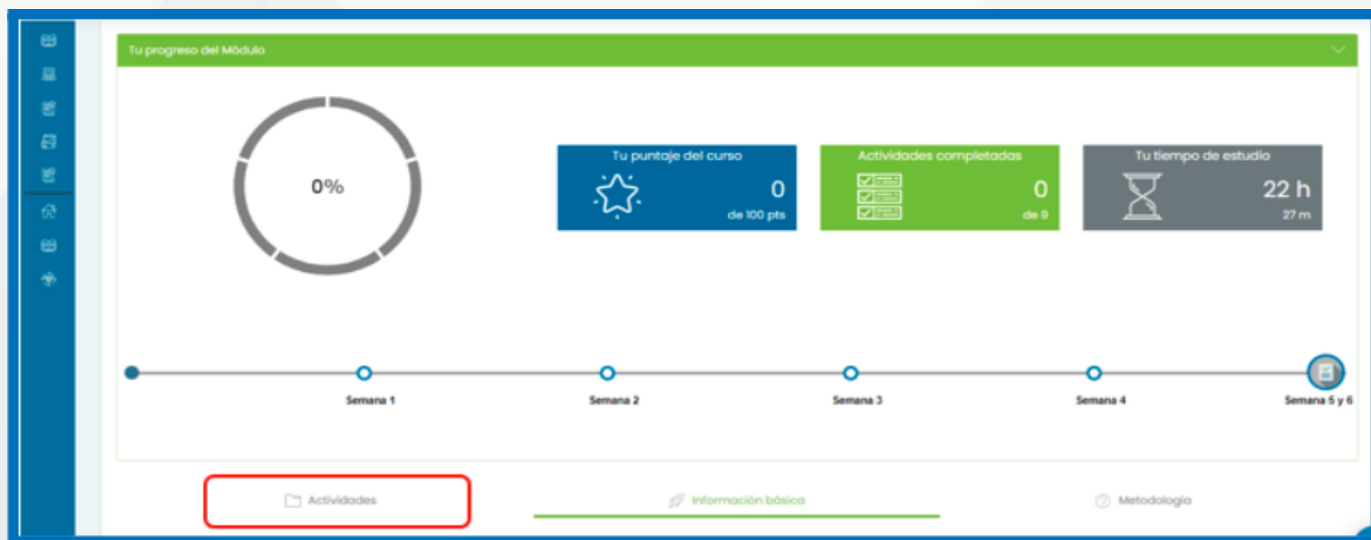 Tu progreso del Módulo
0%
Tu puntaje del curso
0
de 100 pts
Actividades completadas
0
de 9
Tu tiempo de estudio
22 h
27 m
Semana 1
Semana 2
Semana 3
Semana 4
Semana 5 y 6
Actividades
Información básica
Metodología